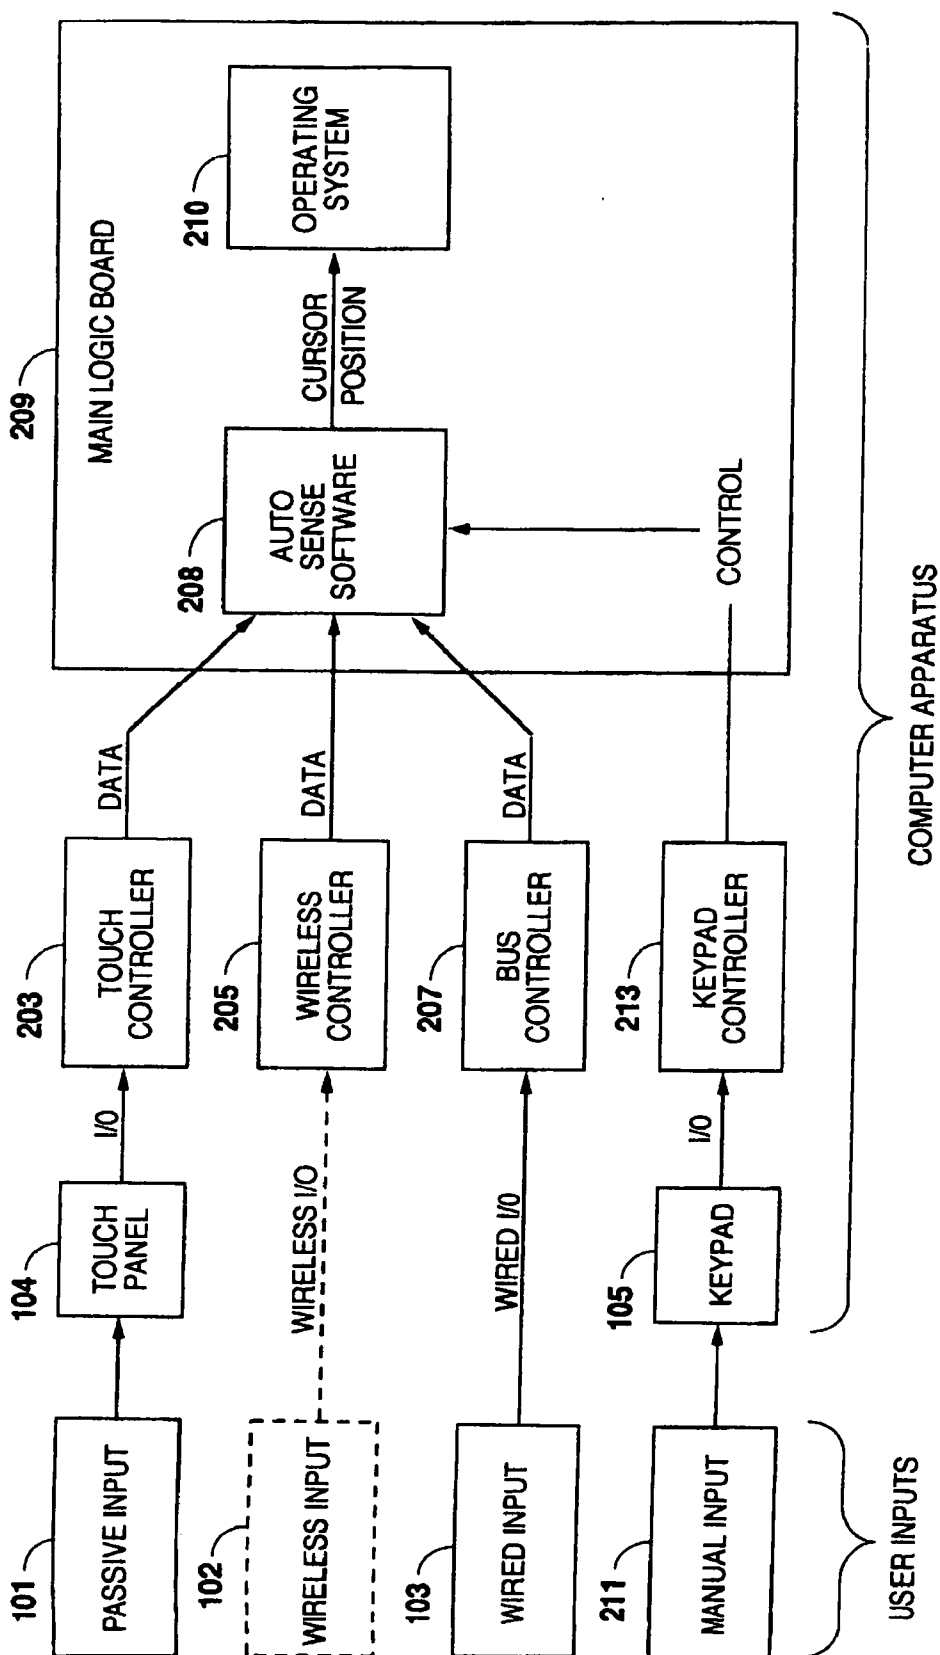 101
PASSIVE INPUT
104
TOUCH
PANEL
I/O
203
TOUCH
CONTROLLER
DATA
102
WIRELESS INPUT
WIRELESS I/O
205
WIRELESS
CONTROLLER
DATA
103
WIRED INPUT
WIRED I/O
207
BUS
CONTROLLER
DATA
211
MANUAL INPUT
105
KEYPAD
I/O
213
KEYPAD
CONTROLLER
CONTROL
209
MAIN LOGIC BOARD
208
AUTO
SENSE
SOFTWARE
CURSOR
POSITION
210
OPERATING
SYSTEM
USER INPUTS
COMPUTER APPARATUS